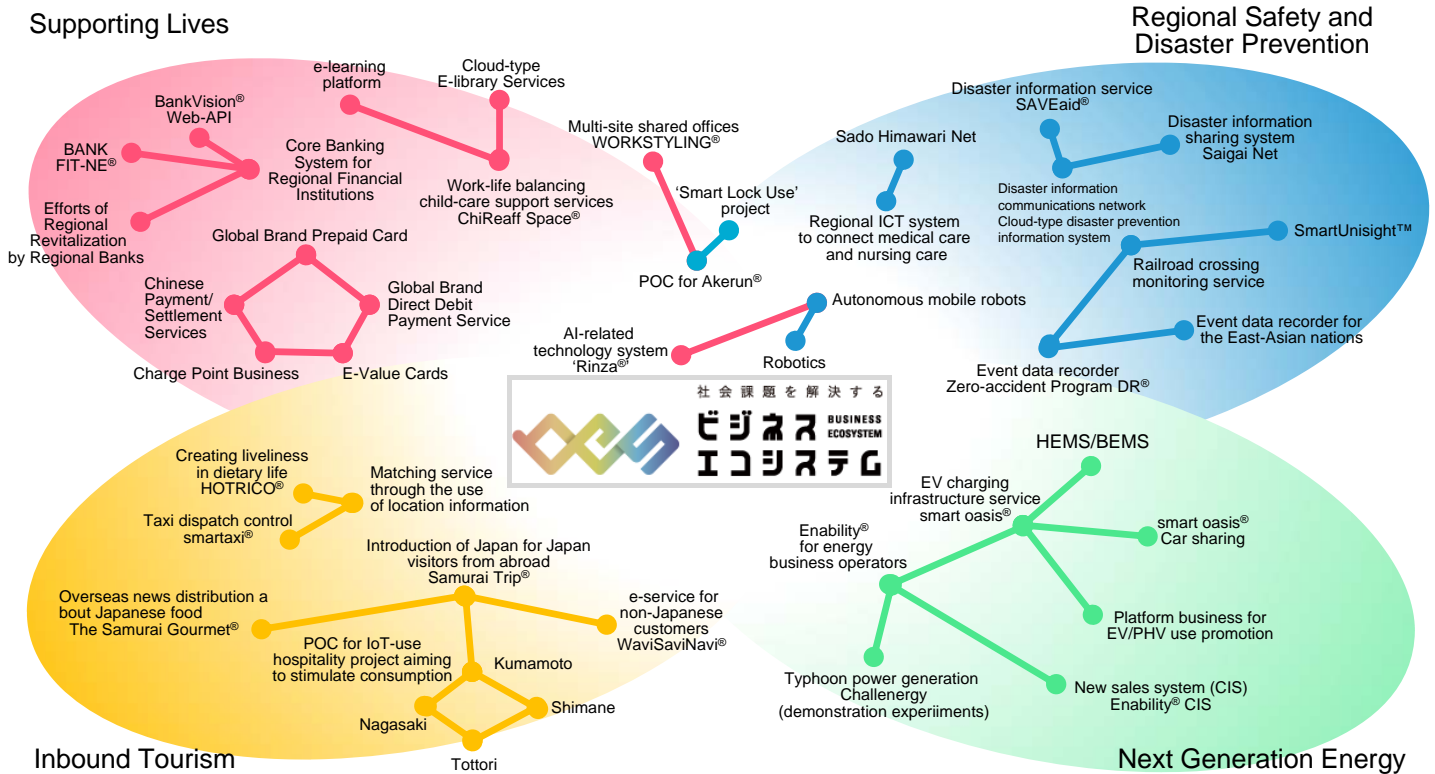 Supporting Lives
Regional Safety and
Disaster Prevention
e-learning
platform
Cloud-type
E-library Services
BankVision®
Web-API
BANK
FIT-NE®
Core Banking
System for
Regional Financial
Institutions
Efforts of
Regional
Revitalization
by Regional Banks
Work-life balancing
child-care support services
ChiReaff Space®
Multi-site shared offices
WORKSTYLING®
‘Smart Lock Use’
project
POC for Akerun®
Global Brand Prepaid Card
Chinese
Payment/
Settlement
Services
Global Brand
Direct Debit
Payment Service
Charge Point Business
E-Value Cards
AI-related
technology system
‘Rinza®’
Autonomous mobile robots
Robotics
Sado Himawari Net
Regional ICT system
to connect medical care
and nursing care
Disaster information service
SAVEaid®
Disaster information
sharing system
Saigai Net
Disaster information
communications network
Cloud-type disaster prevention
information system
SmartUnisight™
Railroad crossing
monitoring service
Event data recorder for
the East-Asian nations
Event data recorder
Zero-accident Program DR®
社会課題を解決する
ビジネス
BUSINESS
ECOSYSTEM
エコシステム
Creating liveliness
in dietary life
HOTRICO®
Matching service
through the use
of location information
Taxi dispatch control
smartaxi®
Introduction of Japan for Japan
visitors from abroad
Samurai Trip®
Overseas news distribution a
bout Japanese food
The Samurai Gourmet®
e-service for
non-Japanese
customers
WaviSaviNavi®
POC for IoT-use
hospitality project aiming
to stimulate consumption
Kumamoto
Nagasaki
Shimane
Tottori
HEMS/BEMS
EV charging
infrastructure service
smart oasis®
Enability®
for energy
business operators
smart oasis®
Car sharing
Platform business for
EV/PHV use promotion
Typhoon power generation
Challenergy
(demonstration experiiments)
New sales system (CIS)
Enability® CIS
Inbound Tourism
Next Generation Energy